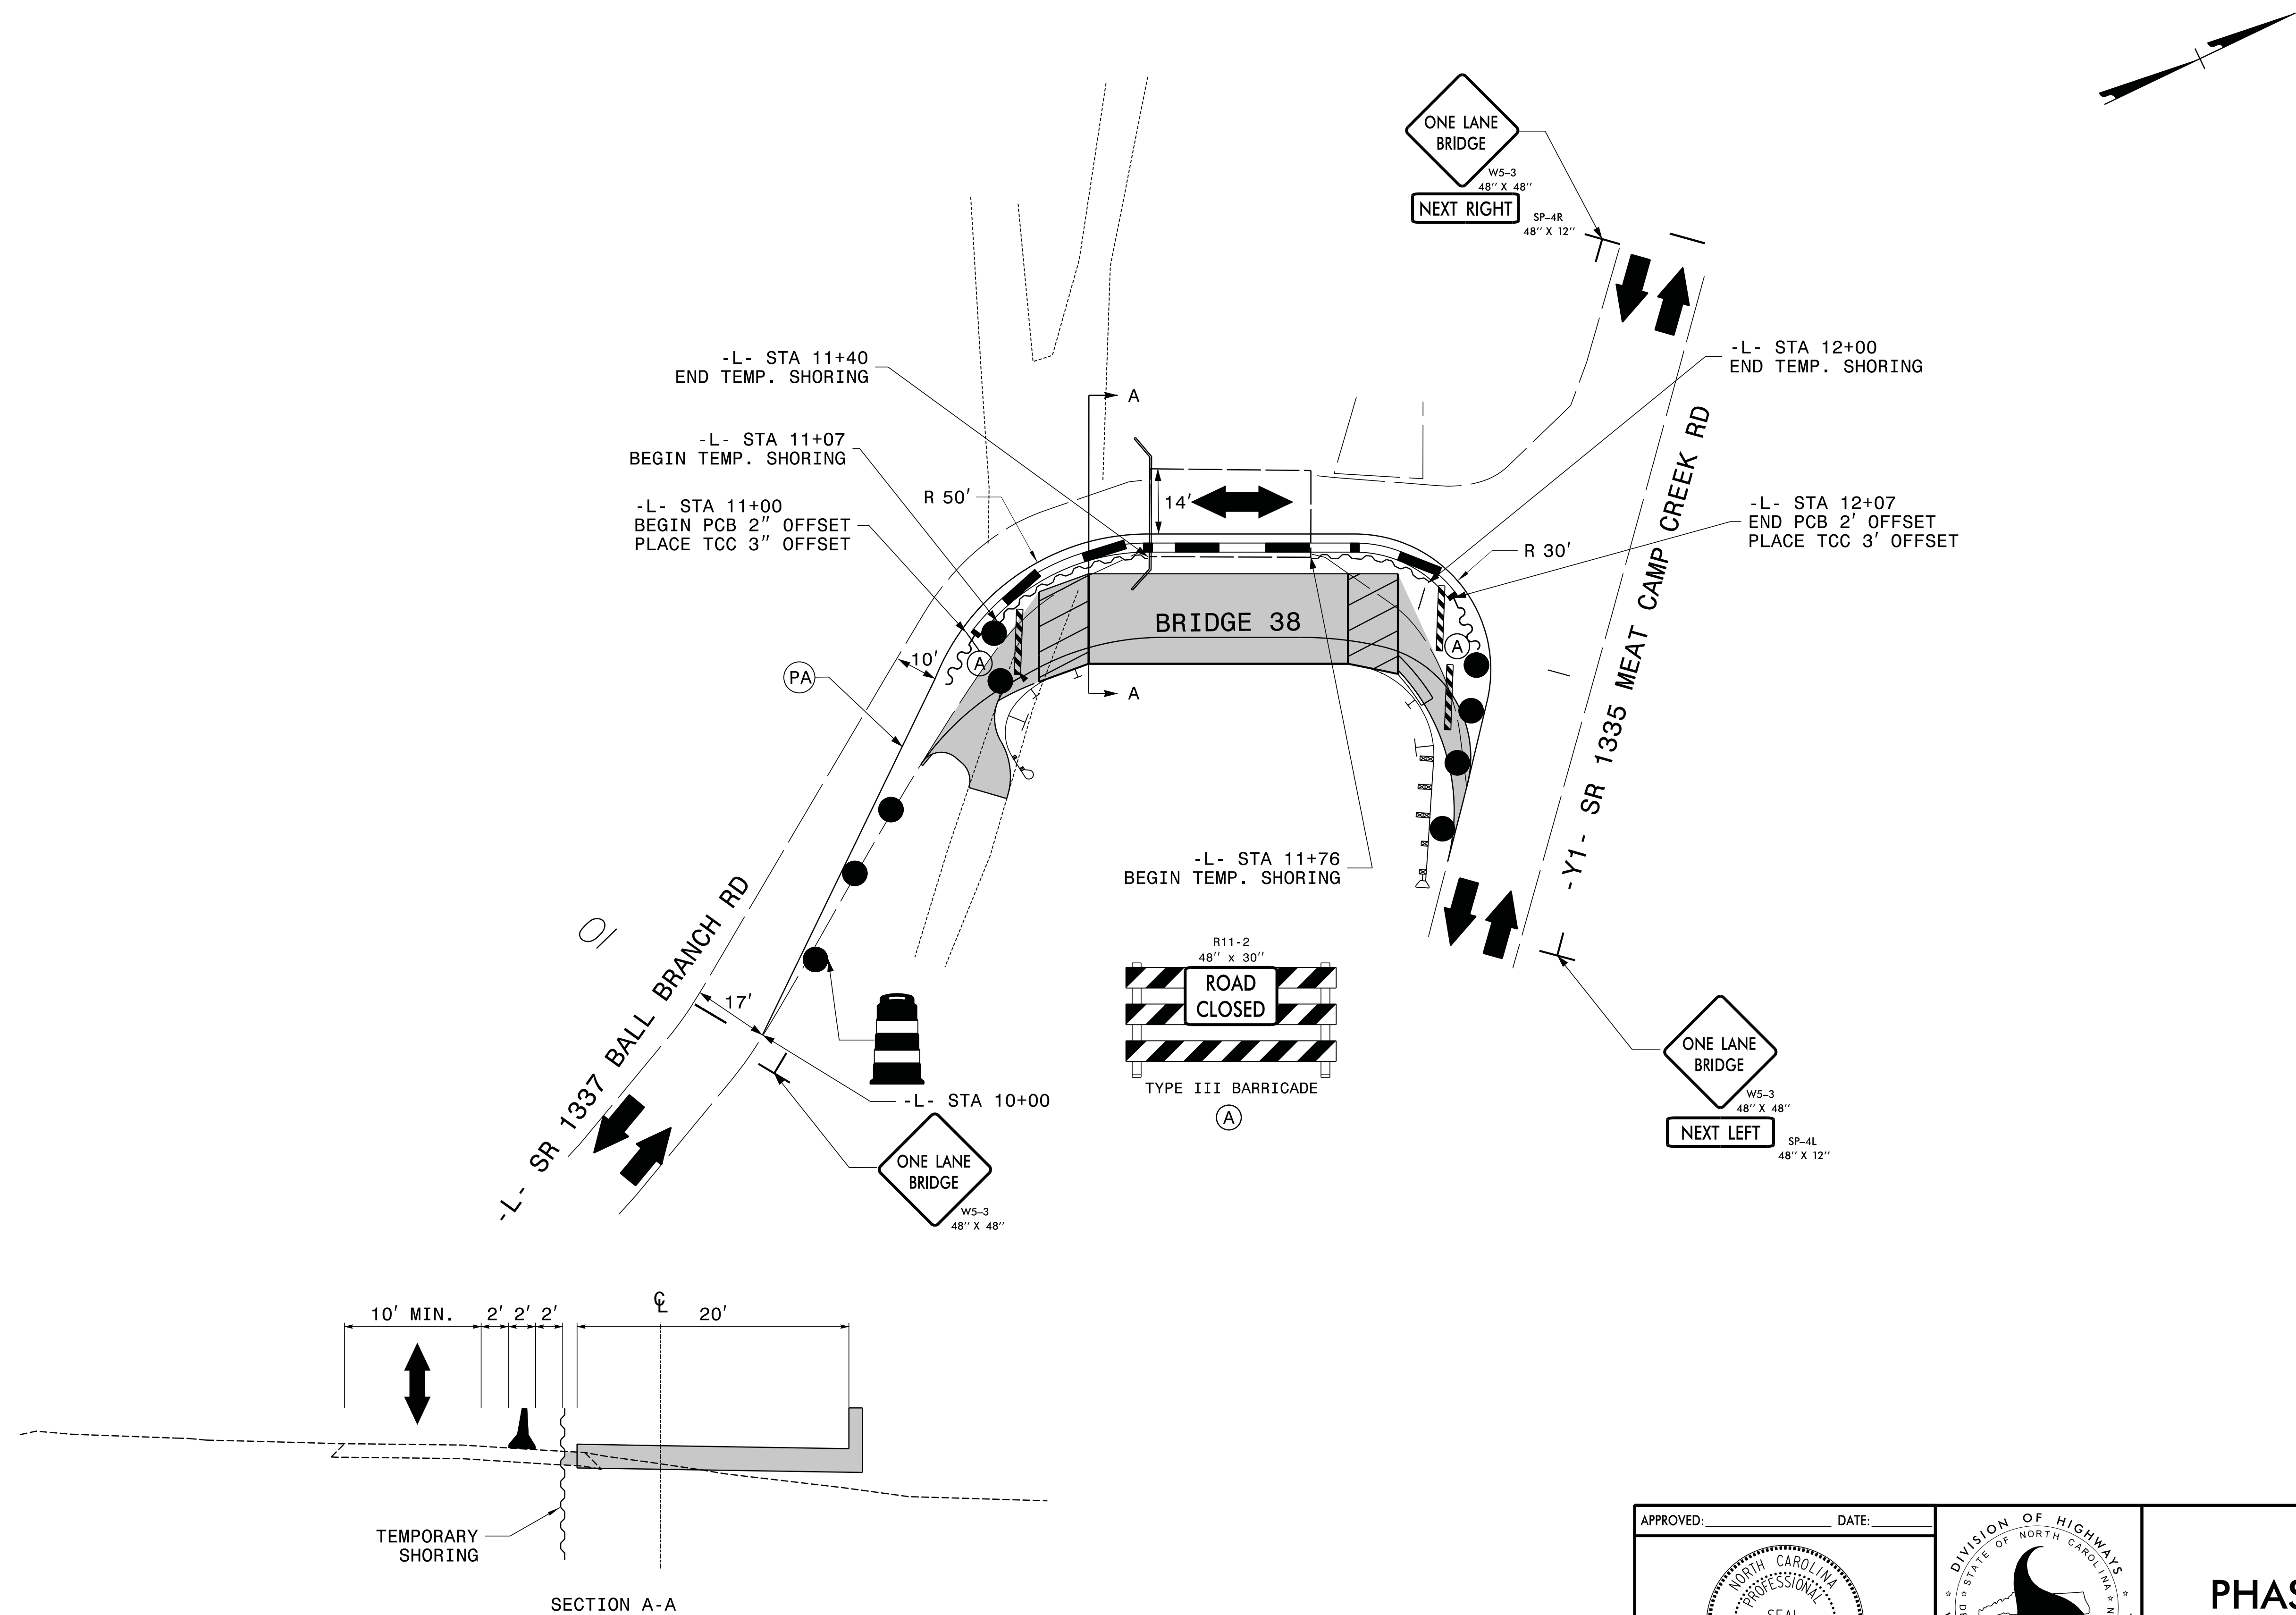 ONE LANE
BRIDGE
W5-3
48'' X 48''
NEXT RIGHT
SP-4R
48'' X 12''
-L- STA 11+40
END TEMP. SHORING
-L- STA 12+00
END TEMP. SHORING
A
-L- STA 11+07
BEGIN TEMP. SHORING
R 50'
14'
-L- STA 11+00
BEGIN PCB 2" OFFSET
PLACE TCC 3" OFFSET
-L- STA 12+07
END PCB 2' OFFSET
PLACE TCC 3' OFFSET
R 30'
BRIDGE 38
10'
A
A
PA
A
-Y1- SR 1335 MEAT CAMP CREEK RD
-L- STA 11+76
BEGIN TEMP. SHORING
10
-L- SR 1337 BALL BRANCH RD
17'
R11-2
48'' x 30''
ROAD
CLOSED
TYPE III BARRICADE
A
-L- STA 10+00
ONE LANE
BRIDGE
W5-3
48'' X 48''
ONE LANE
BRIDGE
W5-3
48'' X 48''
NEXT LEFT
SP-4L
48'' X 12''
10' MIN.
2'
2'
2'
℄
20'
TEMPORARY
SHORING
SECTION A-A
APPROVED:
DATE:
NORTH CAROLINA
PROFESSIONAL
SEAL
DIVISION OF HIGHWAYS
STATE OF NORTH CAROLINA
PHAS